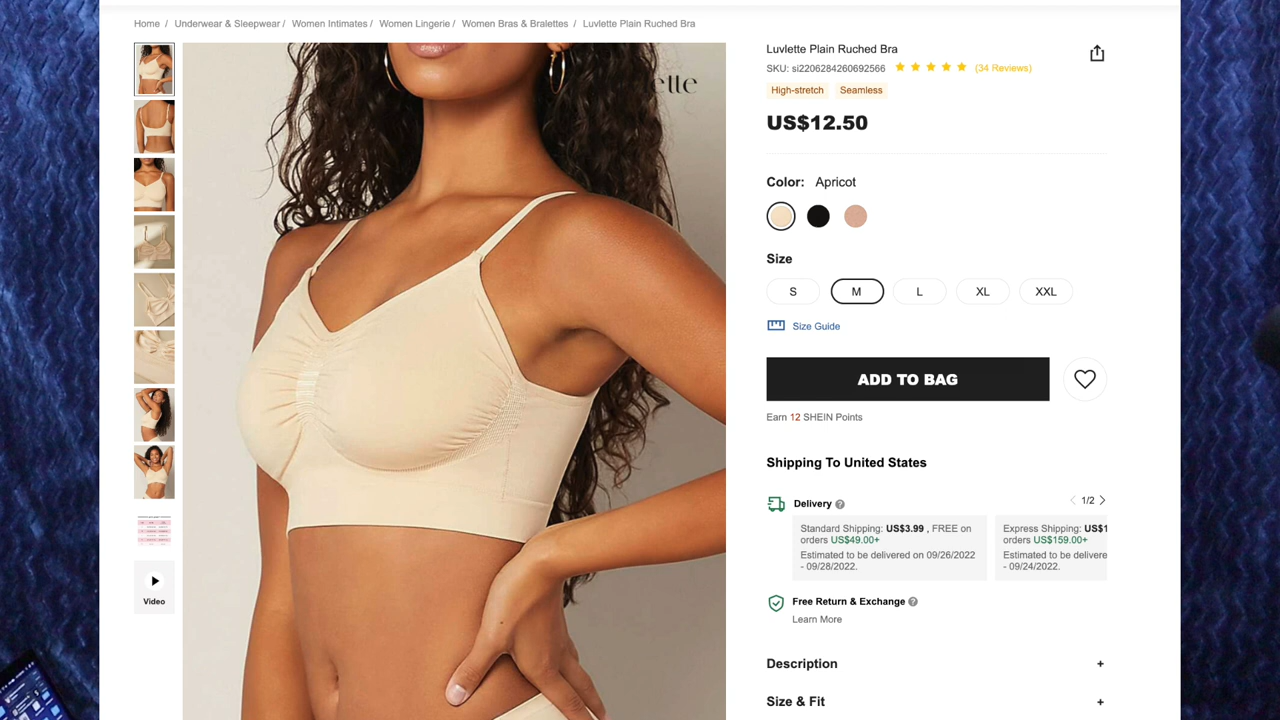 Home / Underwear & Sleepwear / Women Intimates / Women Lingerie / Women Bras & Bralettes / Luvlette Plain Ruched Bra
ette
Video
Luvlette Plain Ruched Bra
SKU: si2206284260692566 (34 Reviews)
High-stretch Seamless
US$12.50
Color: Apricot
Size
S M L XL XXL
Size Guide
ADD TO BAG
Earn 12 SHEIN Points
Shipping To United States
Delivery ? 1/2
Standard Shipping: US$3.99 , FREE on
orders US$49.00+
Estimated to be delivered on 09/26/2022
- 09/28/2022.
Express Shipping: US$1
orders US$159.00+
Estimated to be delivere
- 09/24/2022.
Free Return & Exchange ?
Learn More
Description +
Size & Fit +